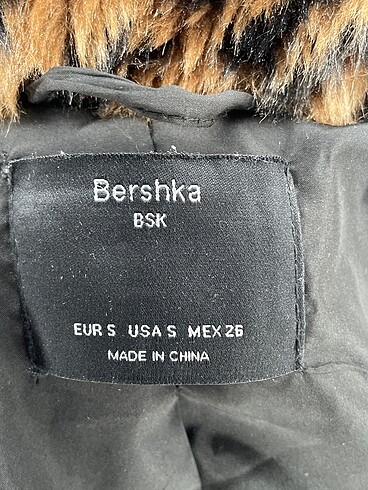 Bershka
BSK
EUR S USA S MEX 26
MADE IN CHINA